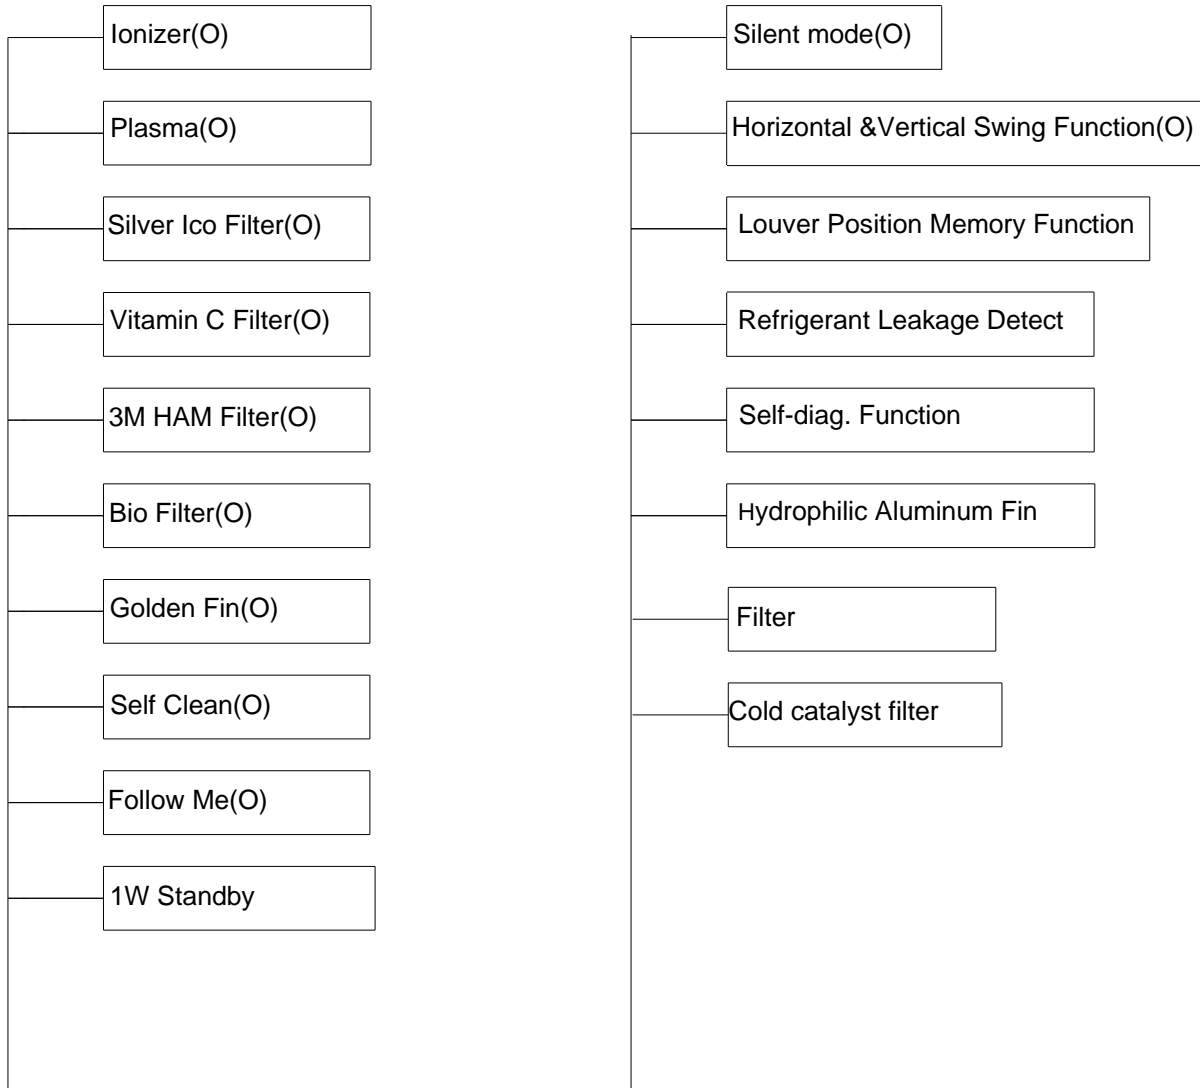 Ionizer(O)
Plasma(O)
Silver Ico Filter(O)
Vitamin C Filter(O)
3M HAM Filter(O)
Bio Filter(O)
Golden Fin(O)
Self Clean(O)
Follow Me(O)
1W Standby
Silent mode(O)
Horizontal &Vertical Swing Function(O)
Louver Position Memory Function
Refrigerant Leakage Detect
Self-diag. Function
Hydrophilic Aluminum Fin
Filter
Cold catalyst filter